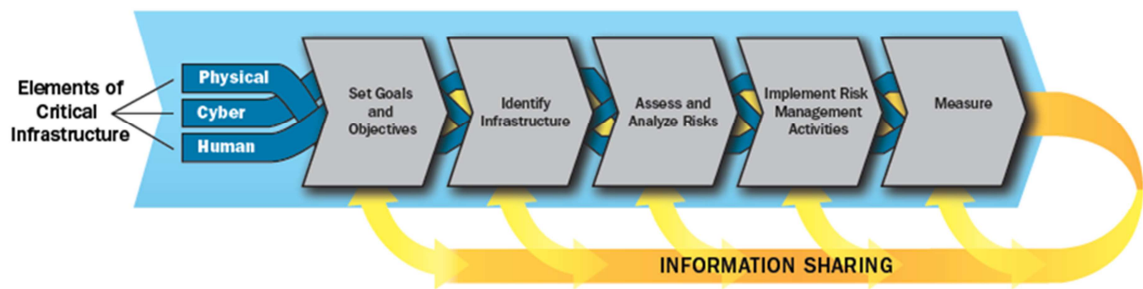 Elements of
Critical
Infrastructure
Physical
Cyber
Human
Set Goals
and
Objectives
Identify
Infrastructure
Assess and
Analyze Risks
Implement Risk
Management
Activities
Measure
INFORMATION SHARING